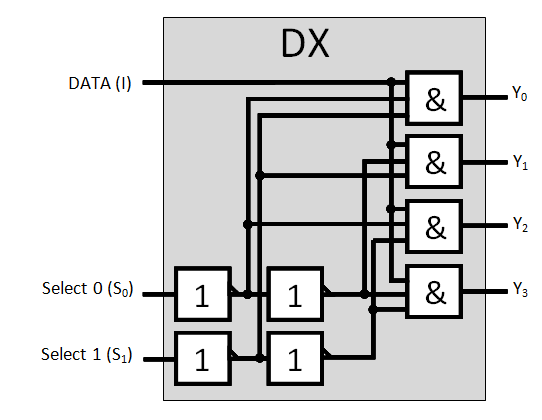 DX
DATA (I)
& Y₀
& Y₁
& Y₂
Select 0 (S₀) 1 1
& Y₃
Select 1 (S₁) 1 1